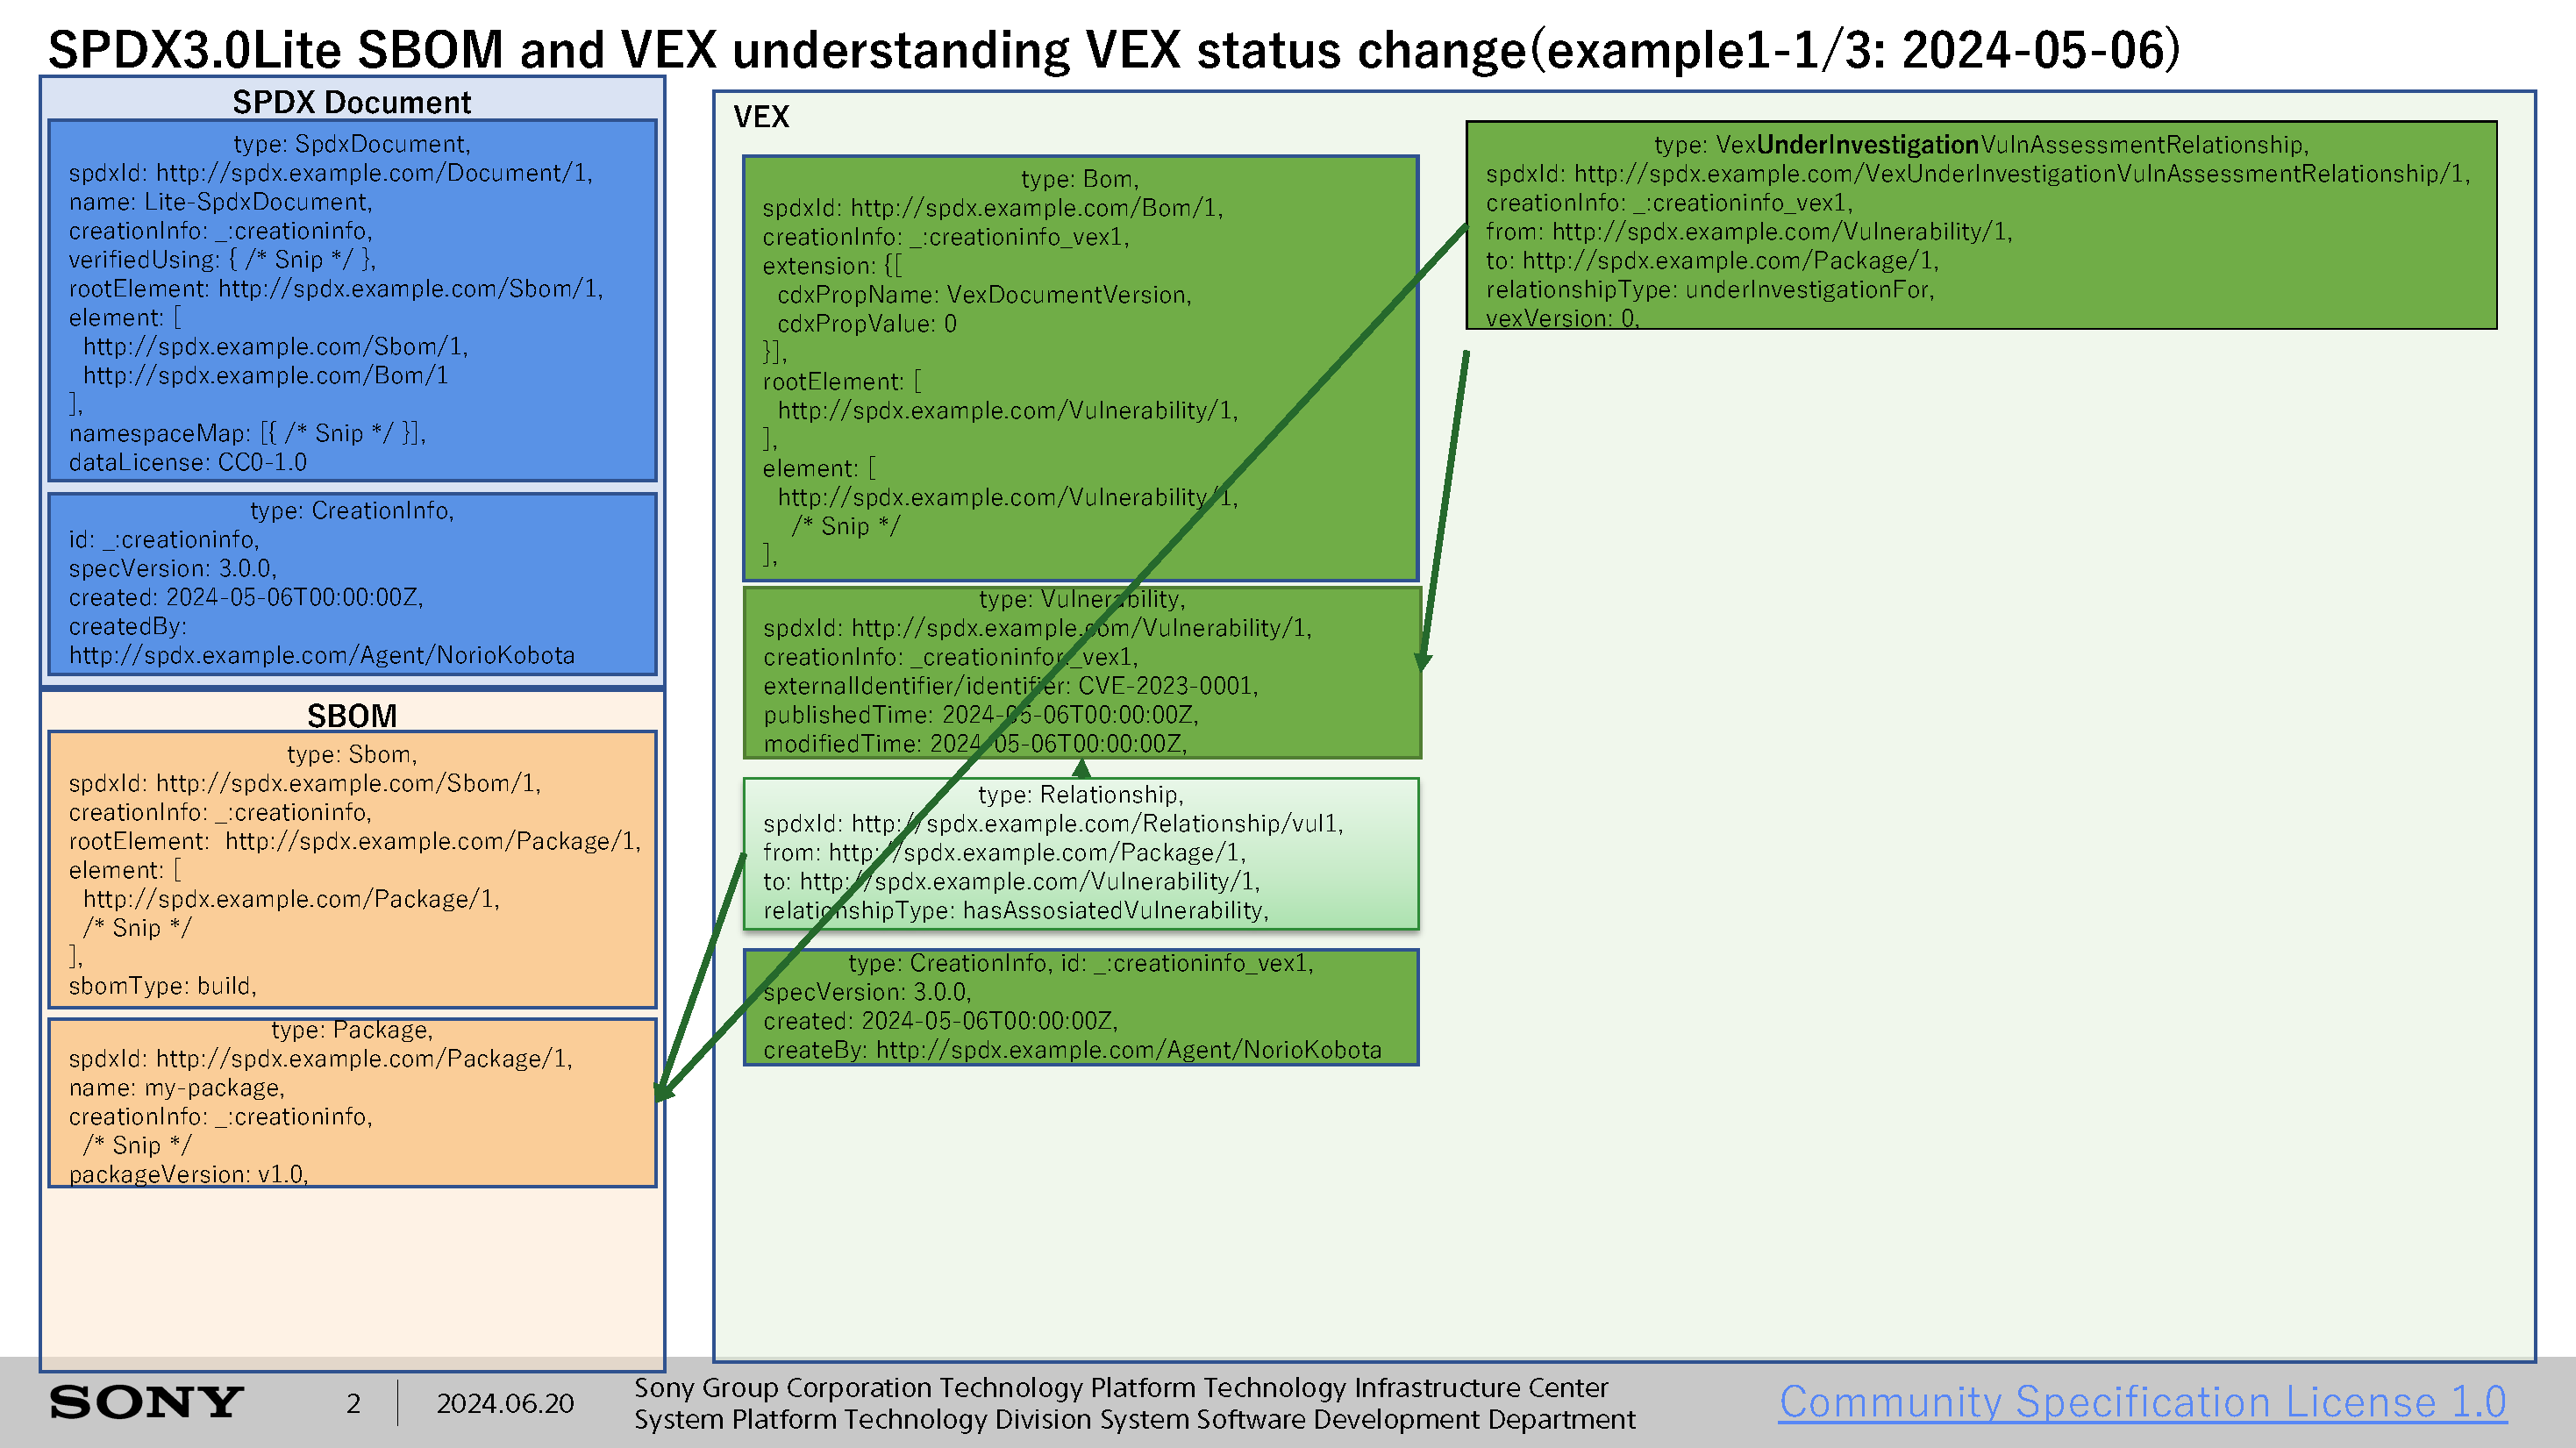 SPDX3.0Lite SBOM and VEX understanding VEX status change(example1-1/3: 2024-05-06)
SPDX Document
type: SpdxDocument,
spdxId: http://spdx.example.com/Document/1,
name: Lite-SpdxDocument,
creationInfo: _:creationinfo,
verifiedUsing: { /* Snip */ },
rootElement: http://spdx.example.com/Sbom/1,
element: [
http://spdx.example.com/Sbom/1,
http://spdx.example.com/Bom/1
],
namespaceMap: [{ /* Snip */ }],
dataLicense: CC0-1.0
type: CreationInfo,
id: _:creationinfo,
specVersion: 3.0.0,
created: 2024-05-06T00:00:00Z,
createdBy:
http://spdx.example.com/Agent/NorioKobota
SBOM
type: Sbom,
spdxId: http://spdx.example.com/Sbom/1,
creationInfo: _:creationinfo,
rootElement: http://spdx.example.com/Package/1,
element: [
http://spdx.example.com/Package/1,
/* Snip */
],
sbomType: build,
type: Package,
spdxId: http://spdx.example.com/Package/1,
name: my-package,
creationInfo: _:creationinfo,
/* Snip */
packageVersion: v1.0,
VEX
type: Bom,
spdxId: http://spdx.example.com/Bom/1,
creationInfo: _:creationinfo_vex1,
extension: {[
cdxPropName: VexDocumentVersion,
cdxPropValue: 0
}],
rootElement: [
http://spdx.example.com/Vulnerability/1,
],
element: [
http://spdx.example.com/Vulnerability/1,
/* Snip */
],
type: Vulnerability,
spdxId: http://spdx.example.com/Vulnerability/1,
creationInfo: _creationinfor:_vex1,
externalIdentifier/identifier: CVE-2023-0001,
publishedTime: 2024-05-06T00:00:00Z,
modifiedTime: 2024-05-06T00:00:00Z,
type: Relationship,
spdxId: http://spdx.example.com/Relationship/vul1,
from: http://spdx.example.com/Package/1,
to: http://spdx.example.com/Vulnerability/1,
relationshipType: hasAssosiatedVulnerability,
type: CreationInfo, id: _:creationinfo_vex1,
specVersion: 3.0.0,
created: 2024-05-06T00:00:00Z,
createBy: http://spdx.example.com/Agent/NorioKobota
type: VexUnderInvestigationVulnAssessmentRelationship,
spdxId: http://spdx.example.com/VexUnderInvestigationVulnAssessmentRelationship/1,
creationInfo: _:creationinfo_vex1,
from: http://spdx.example.com/Vulnerability/1,
to: http://spdx.example.com/Package/1,
relationshipType: underInvestigationFor,
vexVersion: 0,
SONY
2
2024.06.20
Sony Group Corporation Technology Platform Technology Infrastructure Center
System Platform Technology Division System Software Development Department
Community Specification License 1.0